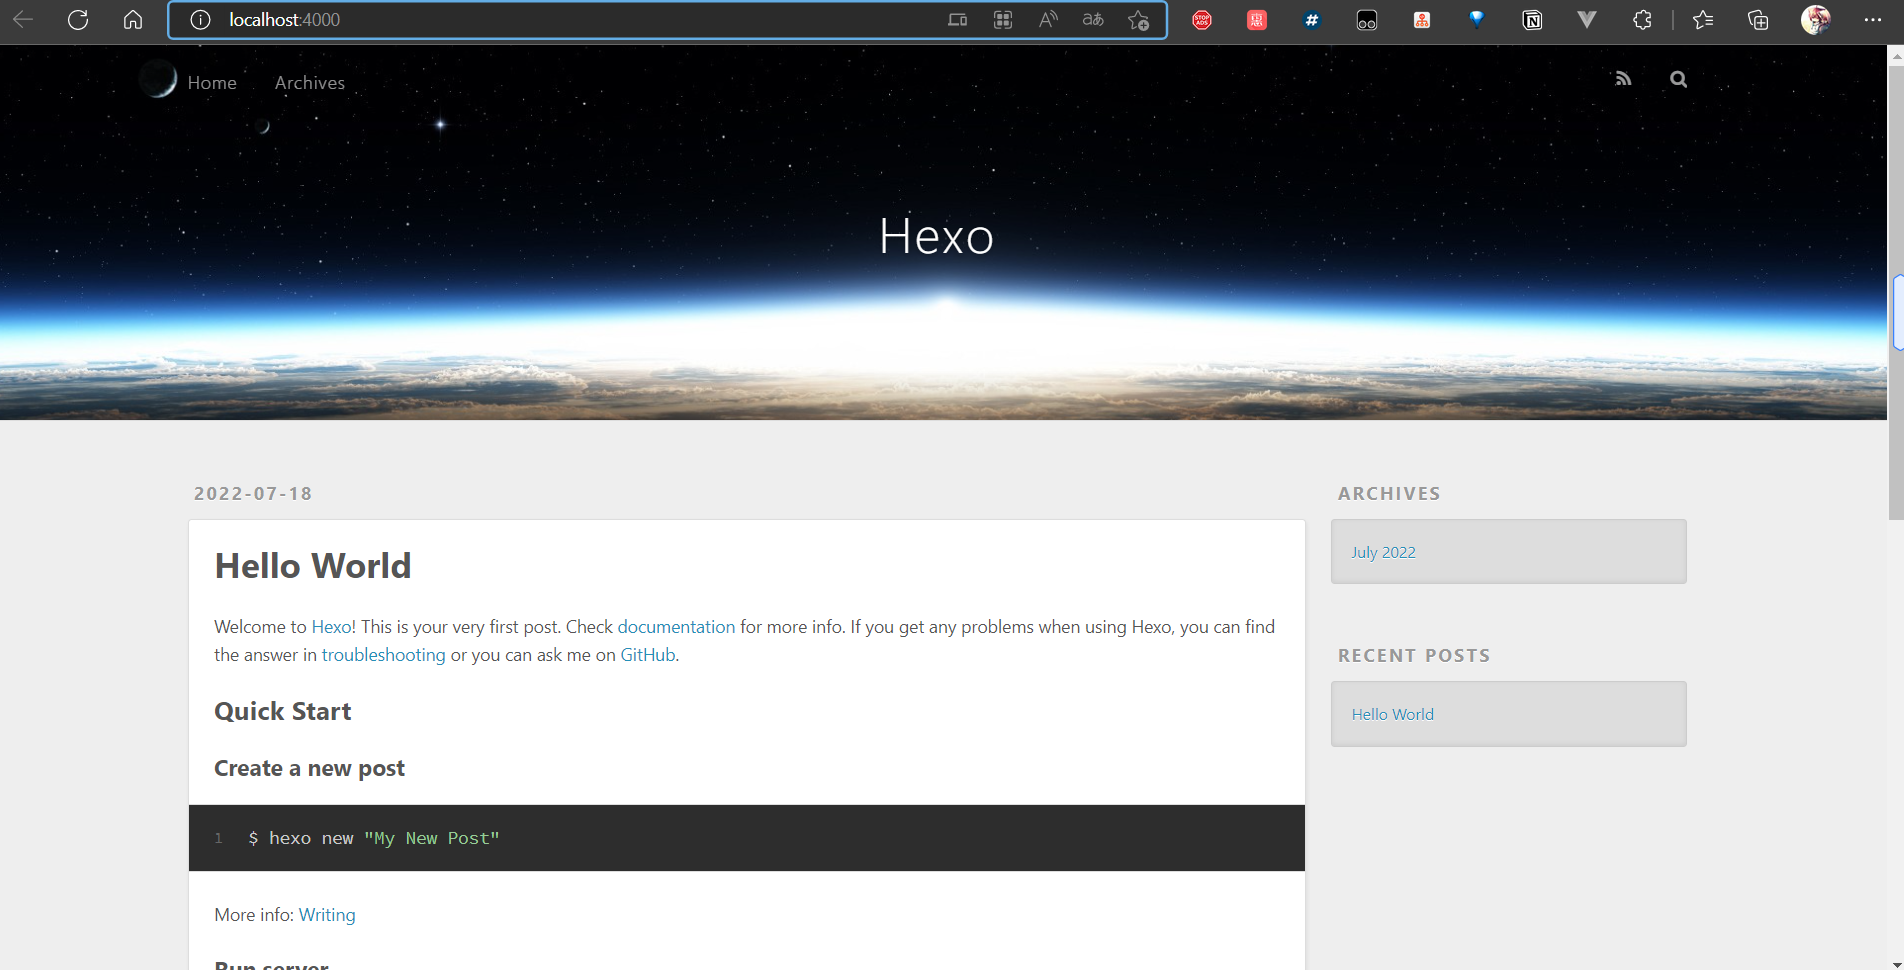 localhost:4000
Home Archives
Hexo
2022-07-18
Hello World
Welcome to Hexo! This is your very first post. Check documentation for more info. If you get any problems when using Hexo, you can find
the answer in troubleshooting or you can ask me on GitHub.
Quick Start
Create a new post
1 $ hexo new "My New Post"
More info: Writing
Run server
ARCHIVES
July 2022
RECENT POSTS
Hello World